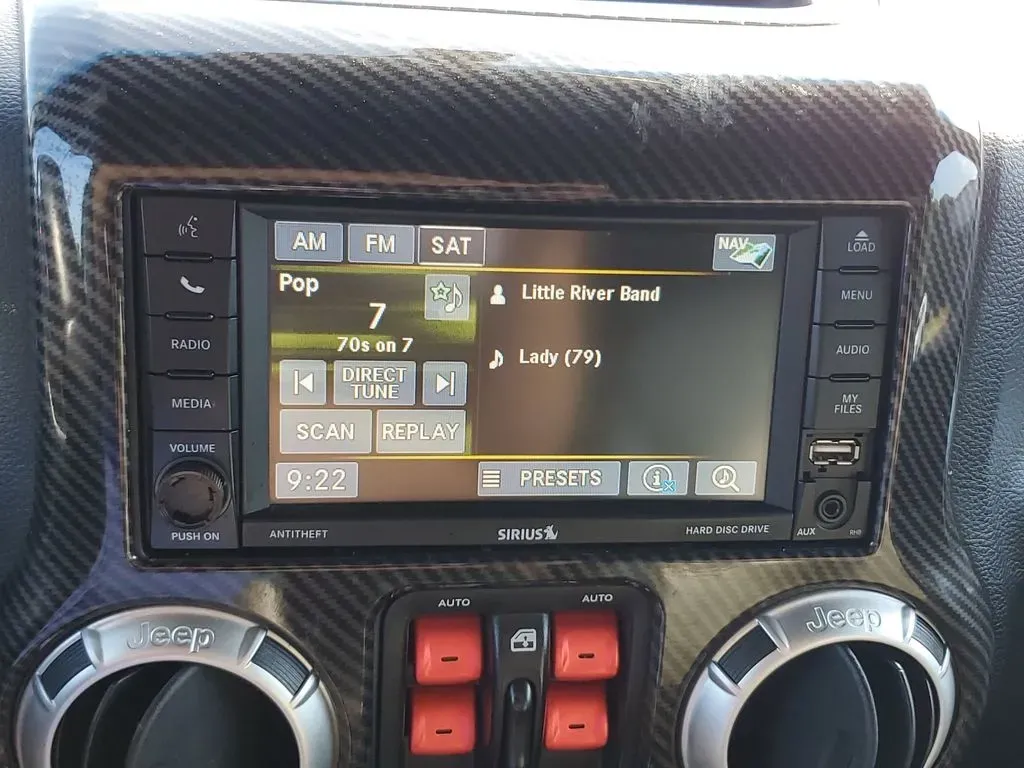 AM FM SAT NAV
Pop
7
70s on 7
DIRECT
TUNE
SCAN REPLAY
9:22
Little River Band
Lady (79)
PRESETS
i
RADIO
MEDIA
VOLUME
PUSH ON
LOAD
MENU
AUDIO
MY
FILES
AUX RHB
ANTITHEFT SIRIUS HARD DISC DRIVE
AUTO AUTO
Jeep Jeep